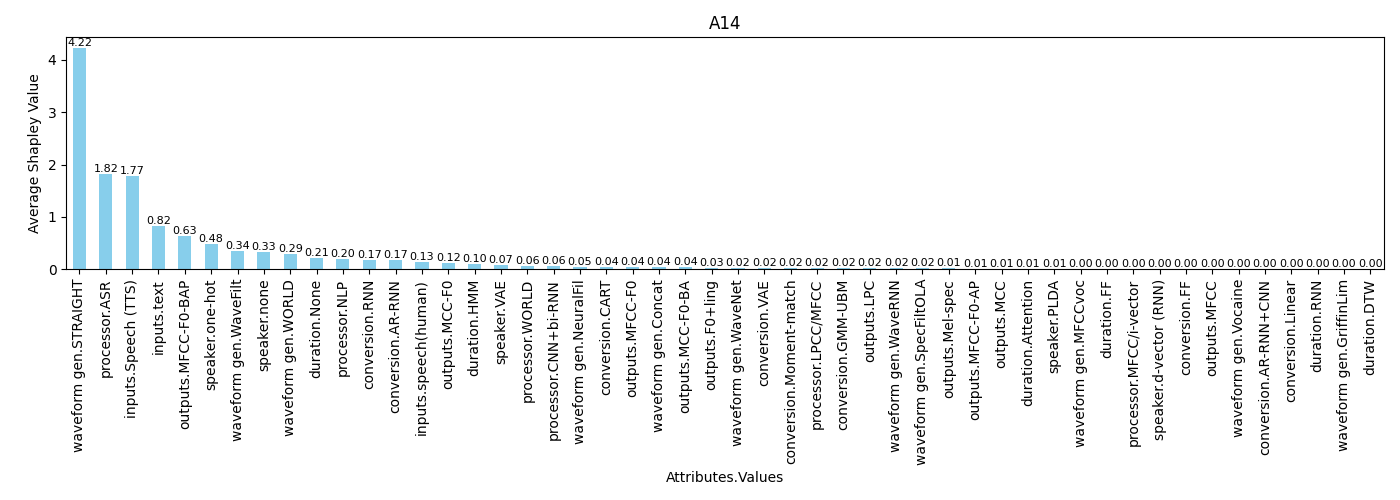 A14
Average Shapley Value
4
3
2
1
0
4.22
1.82
1.77
0.82
0.63
0.48
0.34
0.33
0.29
0.21
0.20
0.17
0.17
0.13
0.12
0.10
0.07
0.06
0.06
0.05
0.04
0.04
0.04
0.04
0.03
0.02
0.02
0.02
0.02
0.02
0.02
0.02
0.02
0.01
0.01
0.01
0.01
0.01
0.00
0.00
0.00
0.00
0.00
0.00
0.00
0.00
0.00
0.00
0.00
0.00
waveform gen.STRAIGHT
processor.ASR
inputs.Speech (TTS)
inputs.text
outputs.MFCC-F0-BAP
speaker.one-hot
waveform gen.WaveFilt
speaker.none
waveform gen.WORLD
duration.None
processor.NLP
conversion.RNN
conversion.AR-RNN
inputs.speech(human)
outputs.MCC-F0
duration.HMM
speaker.VAE
processor.WORLD
processor.CNN+bi-RNN
waveform gen.NeuralFil
conversion.CART
outputs.MFCC-F0
waveform gen.Concat
outputs.MCC-F0-BA
outputs.F0+ling
waveform gen.WaveNet
conversion.VAE
conversion.Moment-match
processor.LPCC/MFCC
conversion.GMM-UBM
outputs.LPC
waveform gen.WaveRNN
waveform gen.SpecFiltOLA
outputs.Mel-spec
outputs.MFCC-F0-AP
outputs.MCC
duration.Attention
speaker.PLDA
waveform gen.MFCCvoc
duration.FF
processor.MFCC/i-vector
speaker.d-vector (RNN)
conversion.FF
outputs.MFCC
waveform gen.Vocaine
conversion.AR-RNN+CNN
conversion.Linear
duration.RNN
waveform gen.GriffinLim
duration.DTW
Attributes.Values